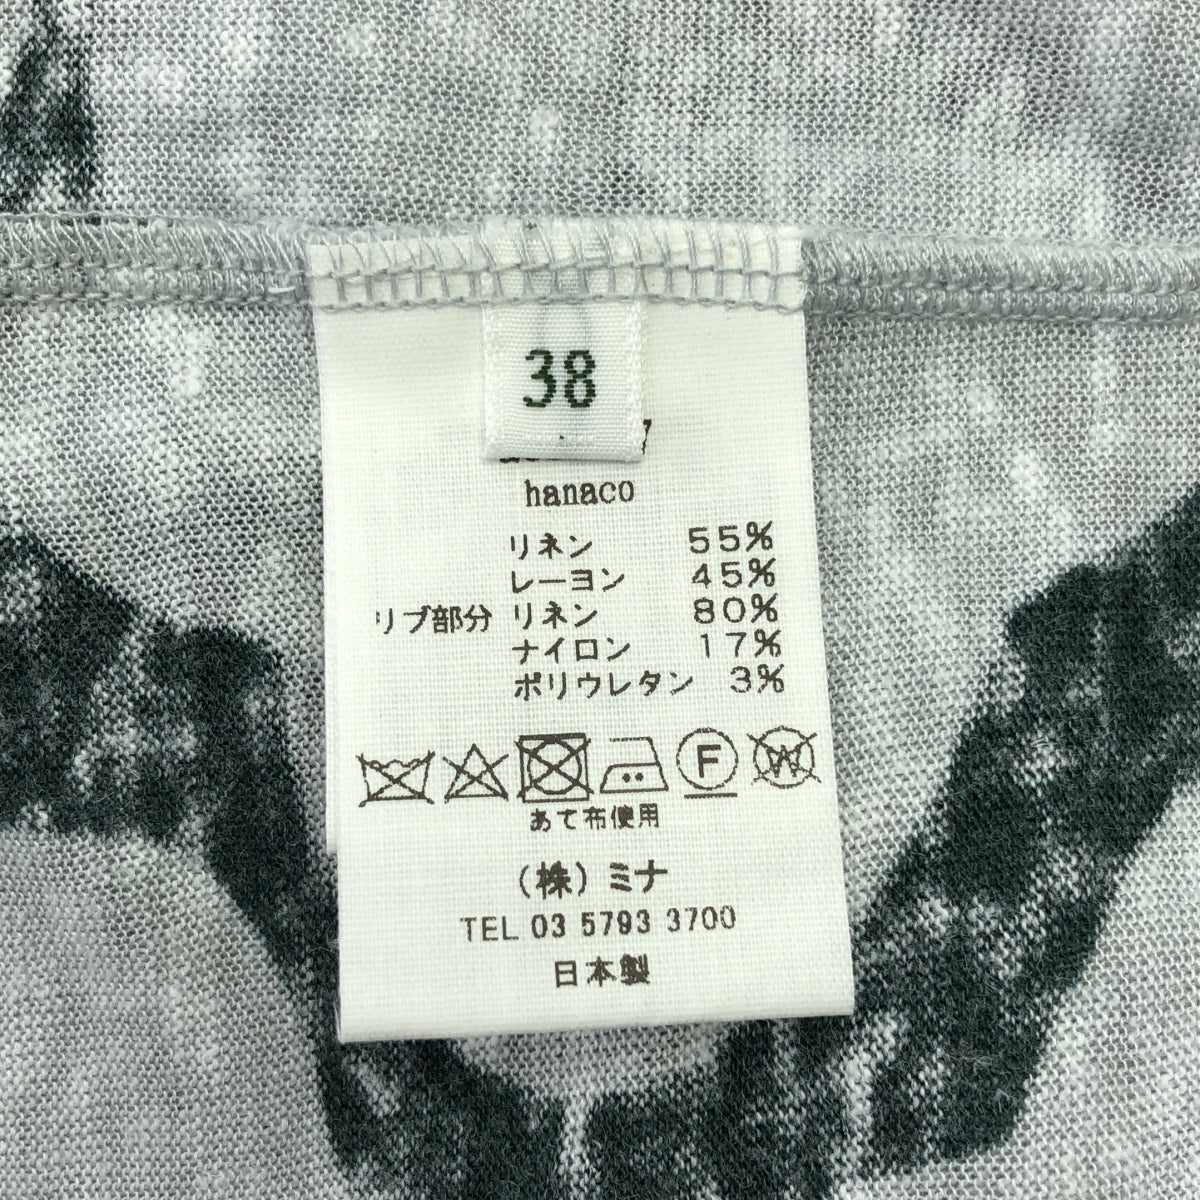 38
hanaco
リネン 55%
レーヨン 45%
リブ部分 リネン 80%
ナイロン 17%
ポリウレタン 3%
F W
あて布使用
(株)ミナ
TEL 03 5793 3700
日本製